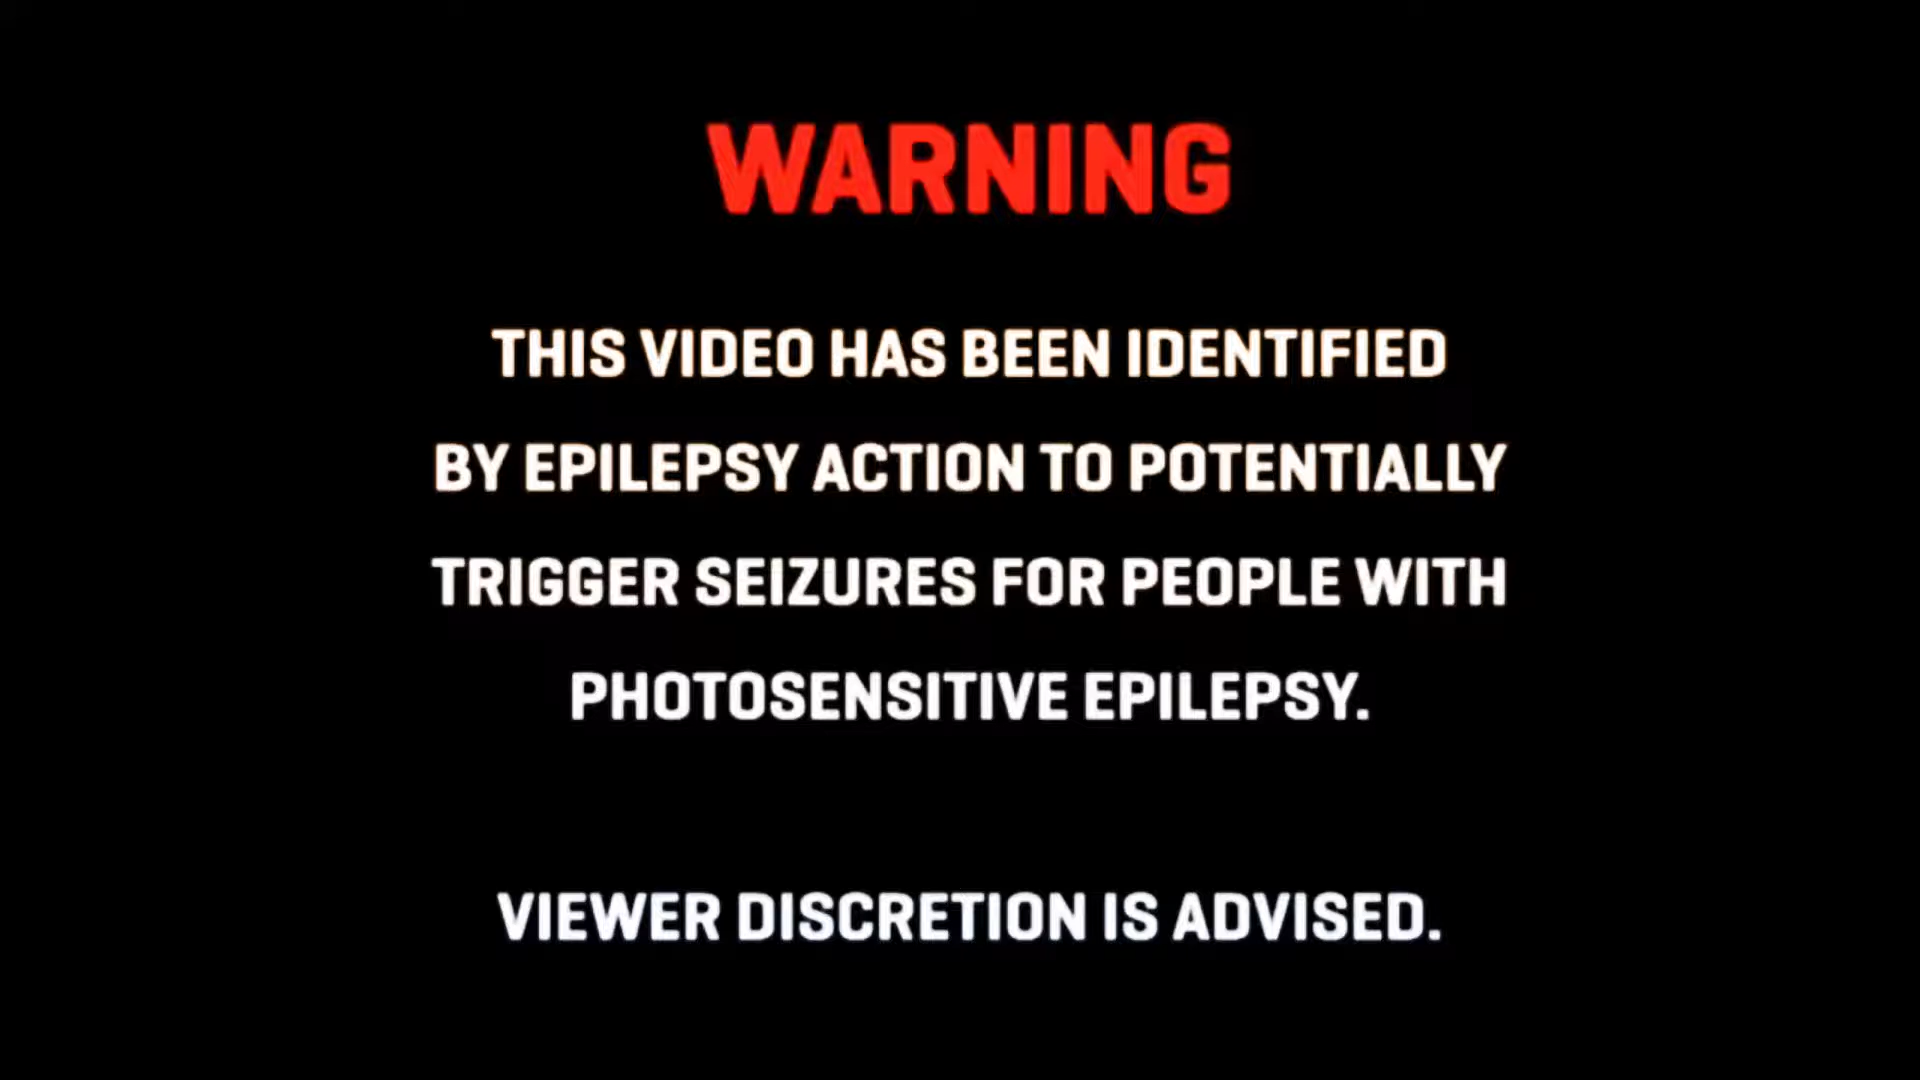 WARNING
THIS VIDEO HAS BEEN IDENTIFIED
BY EPILEPSY ACTION TO POTENTIALLY
TRIGGER SEIZURES FOR PEOPLE WITH
PHOTOSENSITIVE EPILEPSY.
VIEWER DISCRETION IS ADVISED.